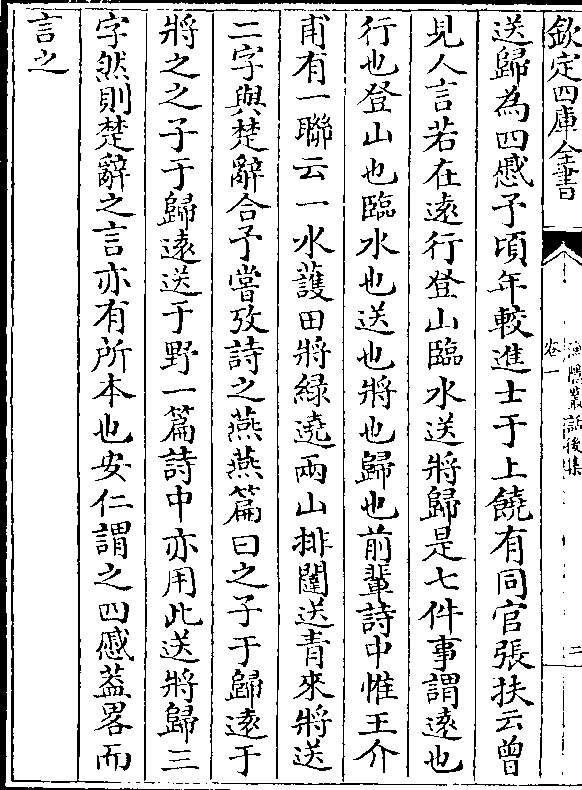 欽定四庫全書
漁隠叢話後集
卷一
二
送歸為四慼予頃年較進士于上饒有同官張扶云曾
見人言若在遠行登山臨水送將歸是七件事謂遠也
行也登山也臨水也送也將也歸也前輩詩中惟王介
甫有一聯云一水䕶田將緑遶兩山排闥送青來將送
二字與楚辭合予嘗攷詩之燕燕篇曰之子于歸逺于
將之之子于歸逺送于野一篇詩中亦用此送將歸三
字然則楚辭之言亦有所本也安仁謂之四慼葢畧而
言之